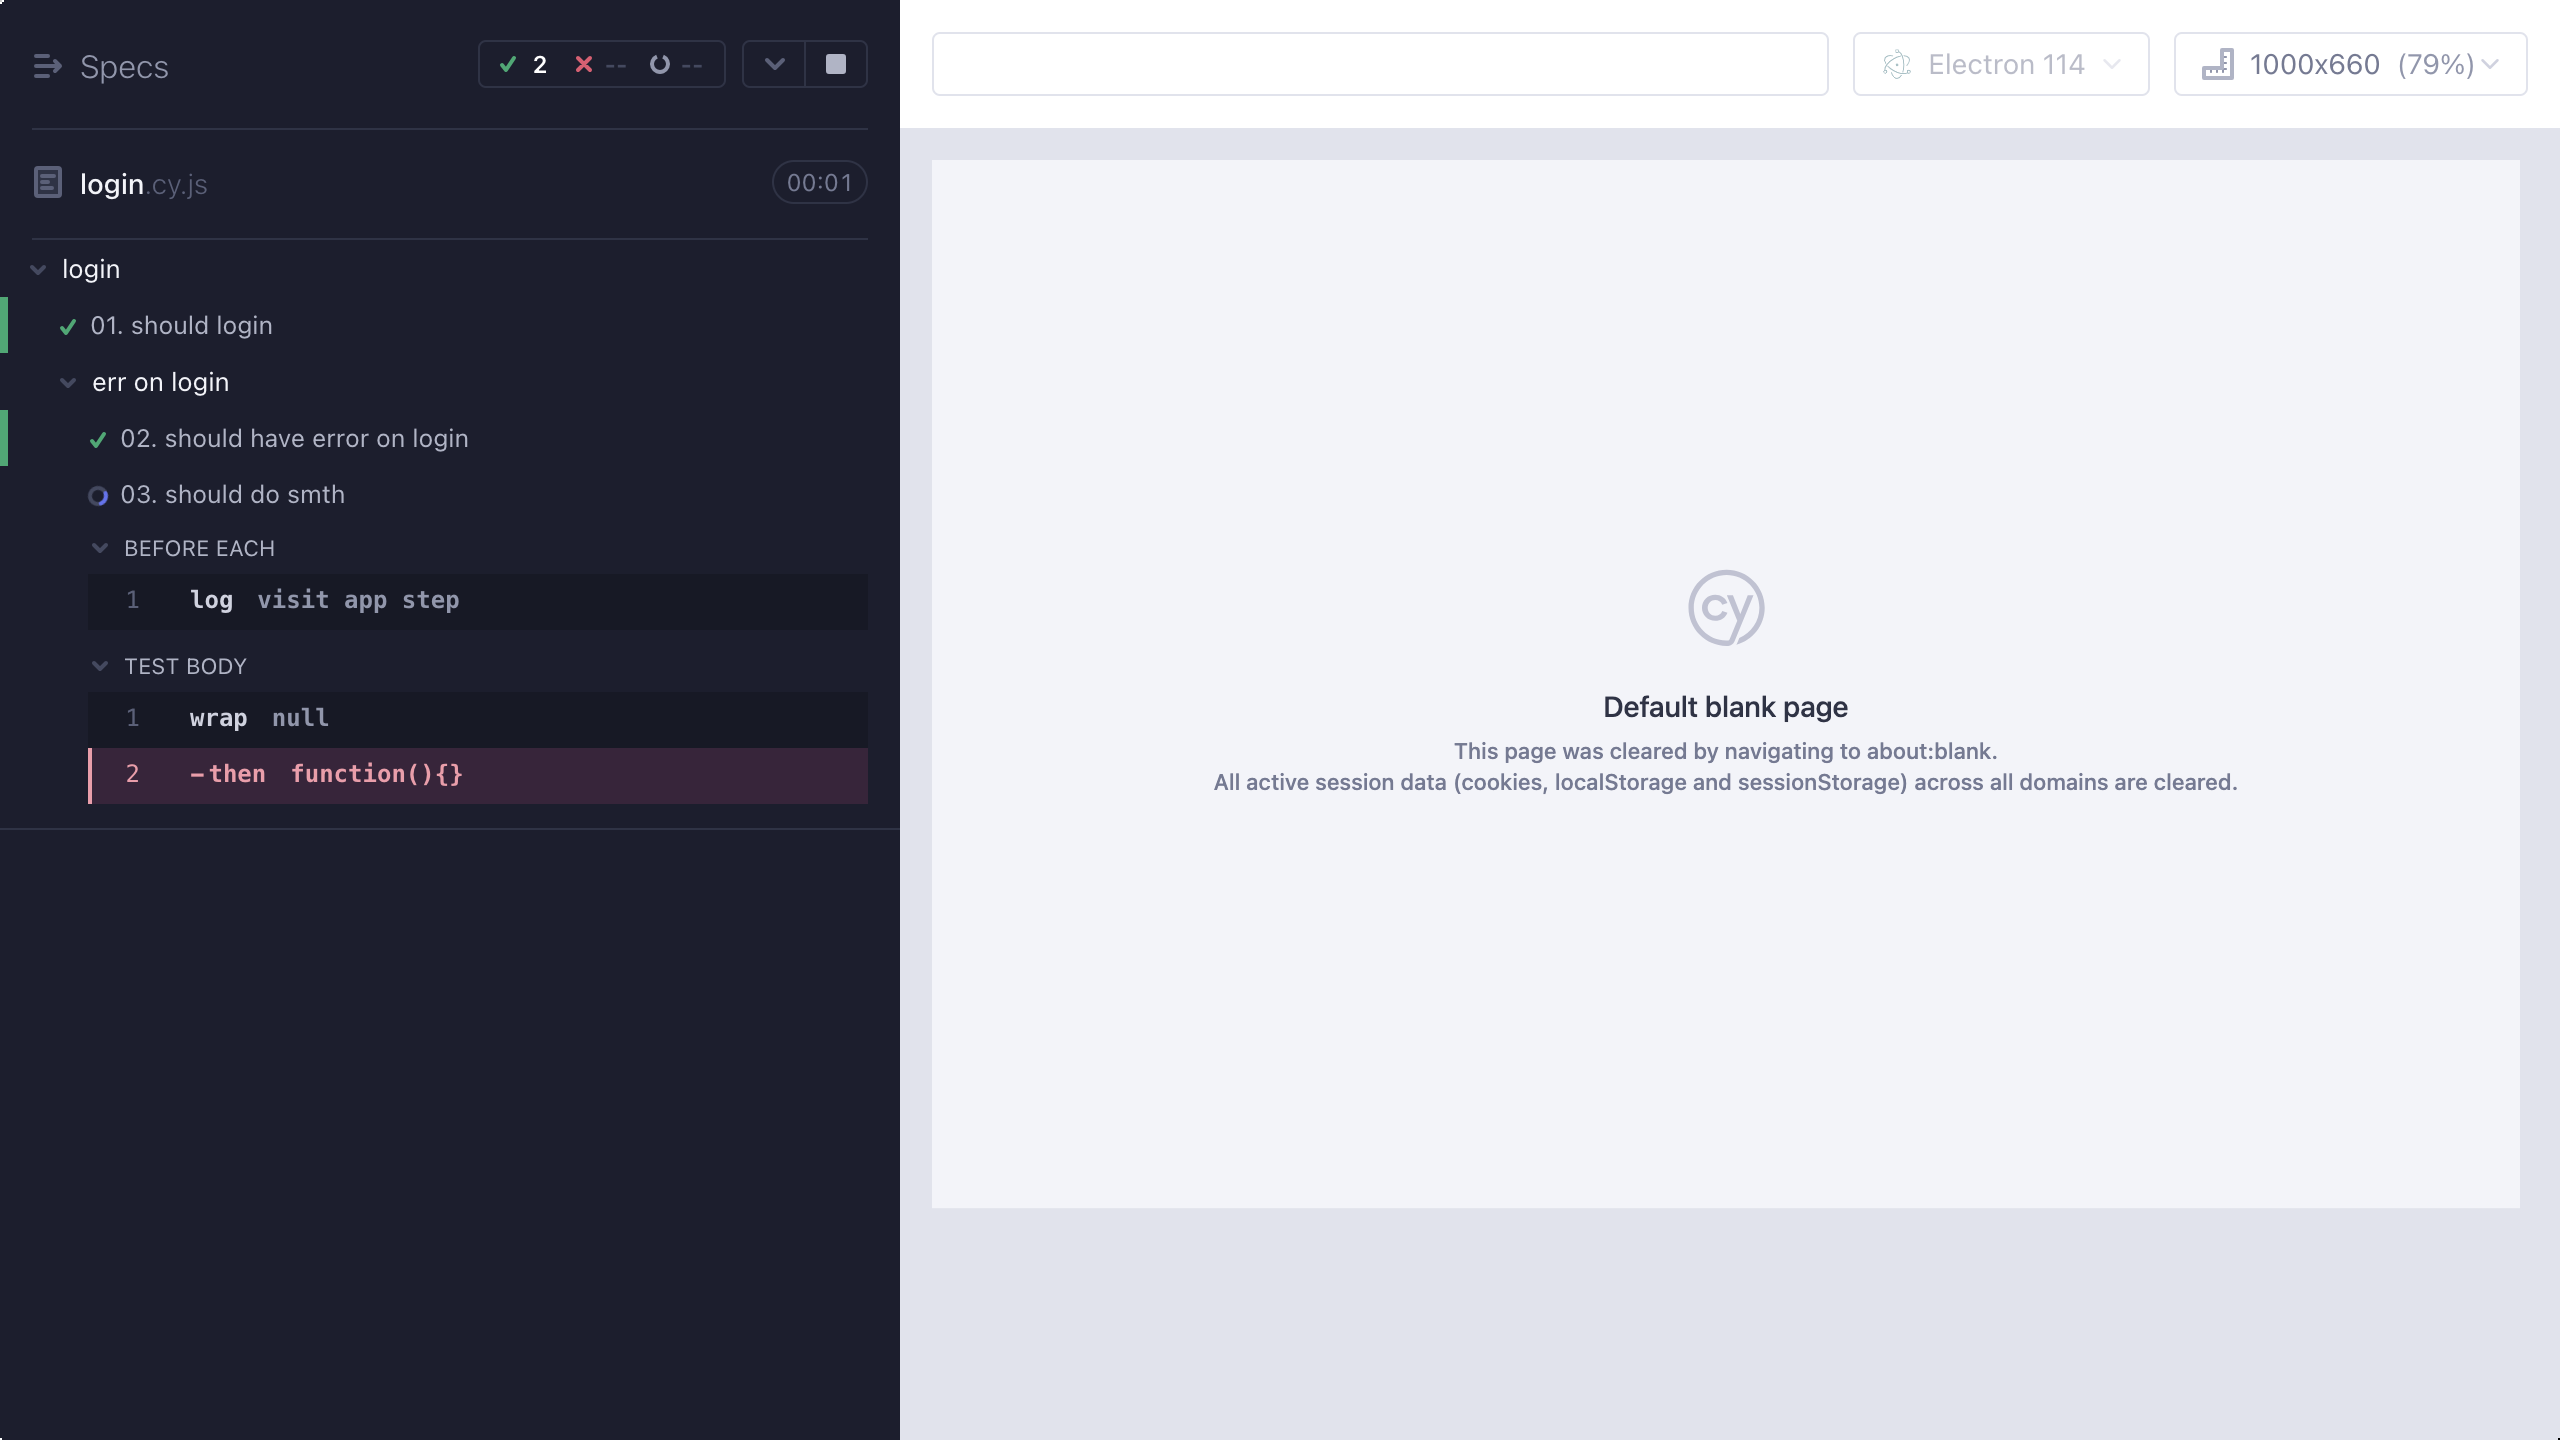 Specs
2 -- --
login.cy.js
00:01
login
01. should login
err on login
02. should have error on login
03. should do smth
BEFORE EACH
1 log visit app step
TEST BODY
1 wrap null
2 -then function(){}
Electron 114
1000x660 (79%)
cy
Default blank page
This page was cleared by navigating to about:blank.
All active session data (cookies, localStorage and sessionStorage) across all domains are cleared.